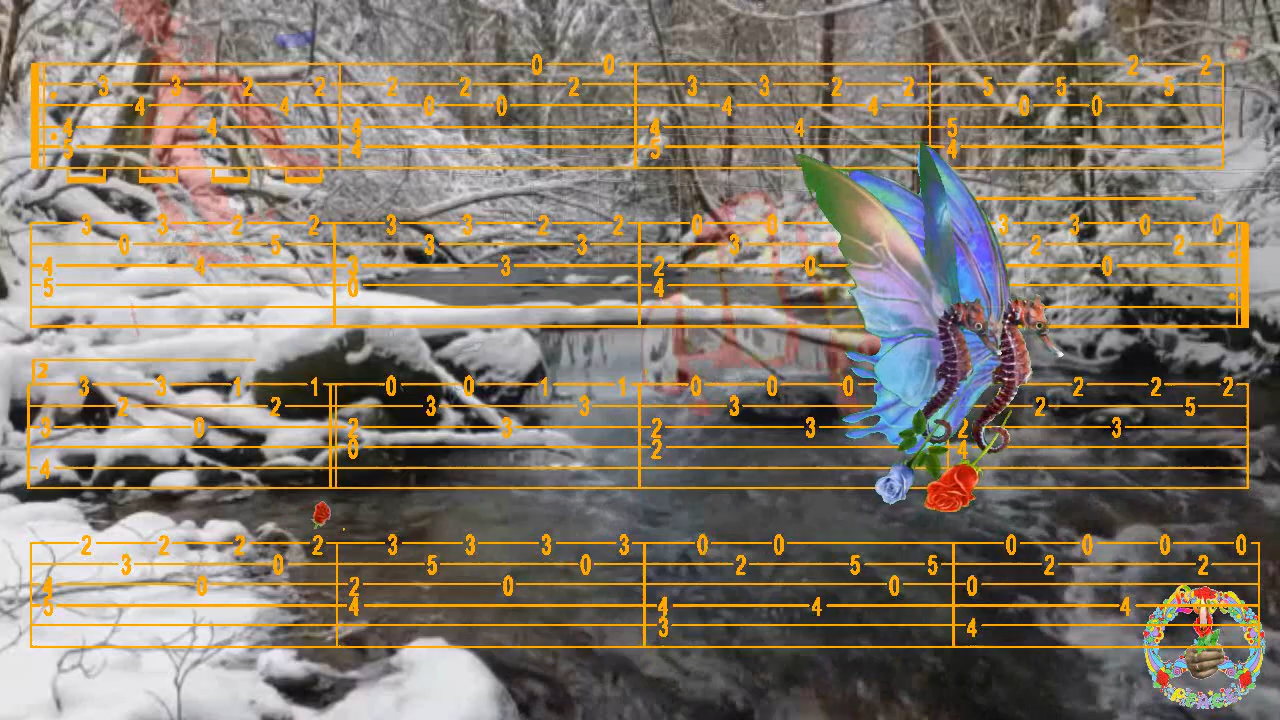 0 0 2 2
3 3 2 2 2 2 2 3 3 2 2 5 5 5
4 4 0 0 4 4 0 0
4 4 4 4 4 5
5 4 5 4
3 3 2 2 3 3 2 2 0 0 3 3 0 0
0 5 3 3 3 2 2
4 4 3 3 2 0 0
5 0 4
2
3 3 1 1 0 0 1 1 0 0 0 2 2 2
2 2 3 3 3 2 5
3 0 2 3 2 3 2 3
0 2 4
4
2 2 2 2 3 3 3 3 0 0 0 0 0 0
3 0 5 0 2 5 5 2 2
4 0 2 0 0 0
5 4 4 4 4
3 4